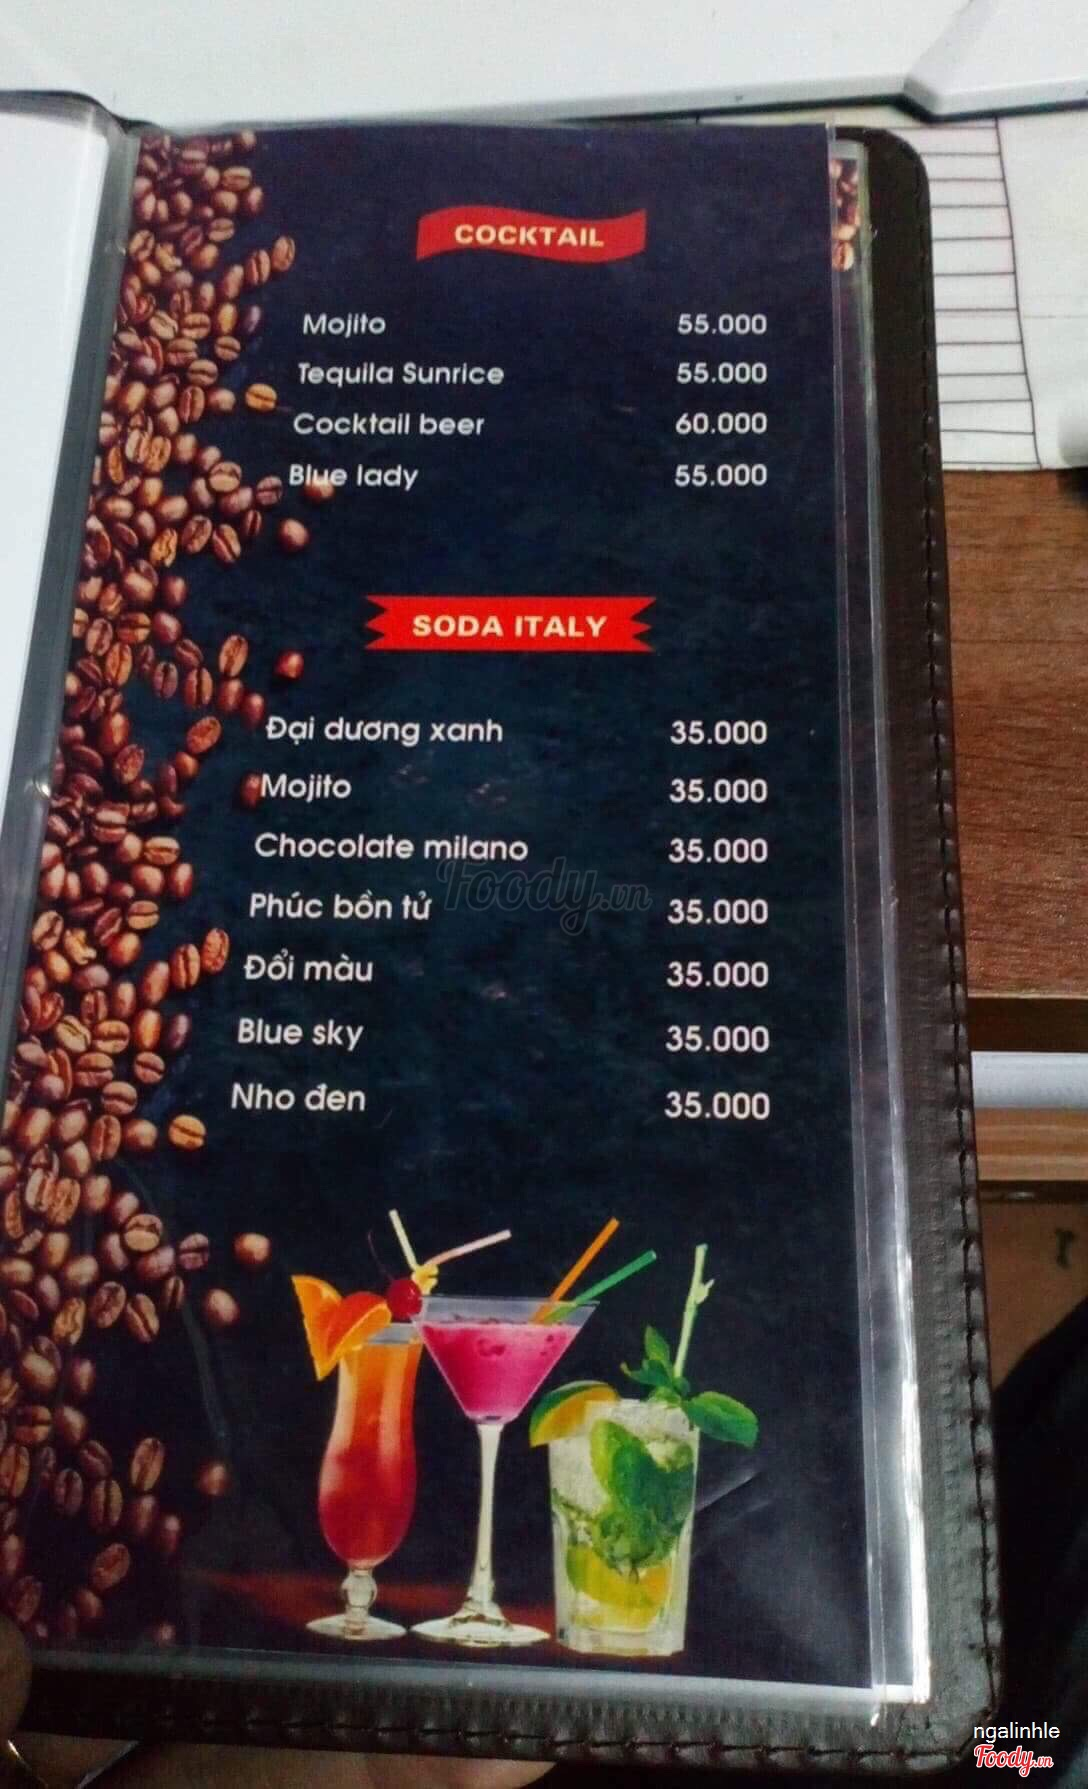 COCKTAIL
Mojito 55.000
Tequila Sunrice 55.000
Cocktail beer 60.000
Blue lady 55.000
SODA ITALY
Đại dương xanh 35.000
Mojito 35.000
Chocolate milano 35.000
Foody.vn
Phúc bồn tử 35.000
Đổi màu 35.000
Blue sky 35.000
Nho đen 35.000
ngalinhle
Foody.vn